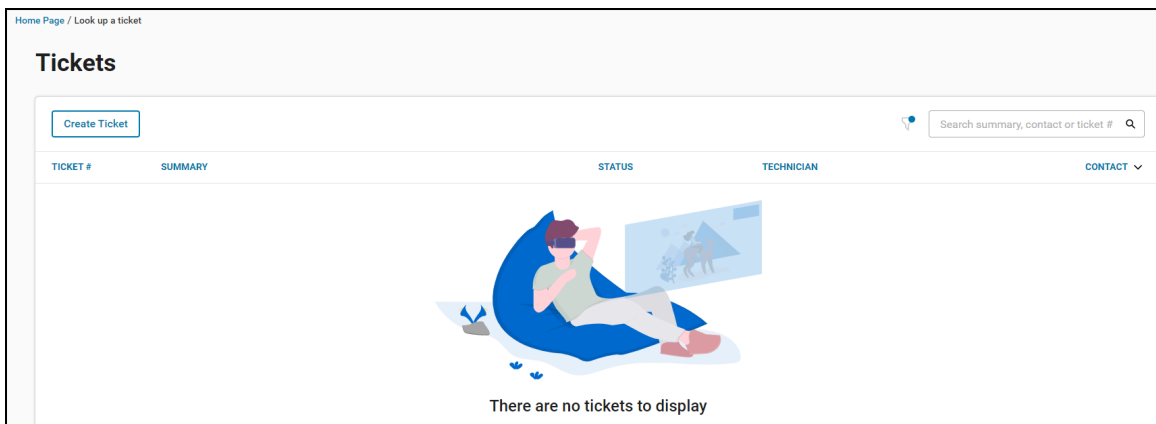 Home Page / Look up a ticket
Tickets
Create Ticket
Search summary, contact or ticket #
TICKET # SUMMARY STATUS TECHNICIAN CONTACT
There are no tickets to display